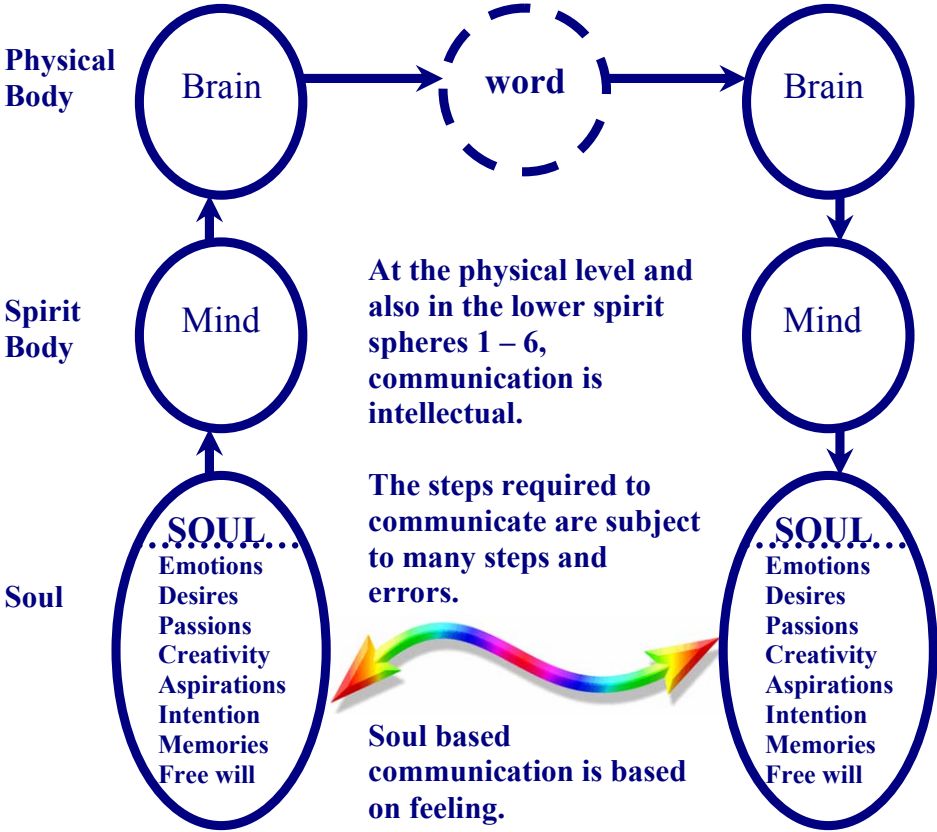 Physical
Body
Brain
word
Brain
Spirit
Body
Mind
At the physical level and
also in the lower spirit
spheres 1 – 6,
communication is
intellectual.
Mind
Soul
SOUL
Emotions
Desires
Passions
Creativity
Aspirations
Intention
Memories
Free will
The steps required to
communicate are subject
to many steps and
errors.
Soul based
communication is based
on feeling.
SOUL
Emotions
Desires
Passions
Creativity
Aspirations
Intention
Memories
Free will